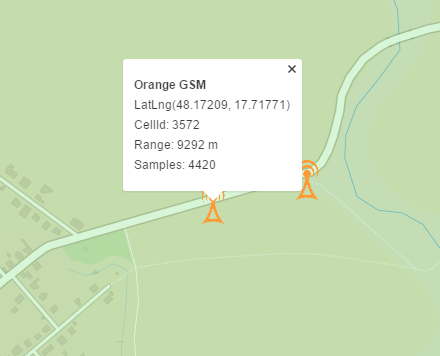 Orange GSM
LatLng(48.17209, 17.71771)
CellId: 3572
Range: 9292 m
Samples: 4420